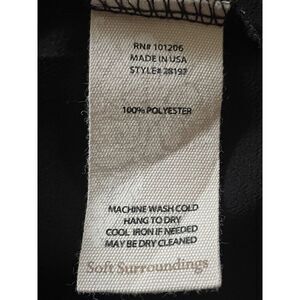 RN# 101206
MADE IN USA
STYLE# 28197
100% POLYESTER
MACHINE WASH COLD
HANG TO DRY
COOL IRON IF NEEDED
MAY BE DRY CLEANED
Soft Surroundings